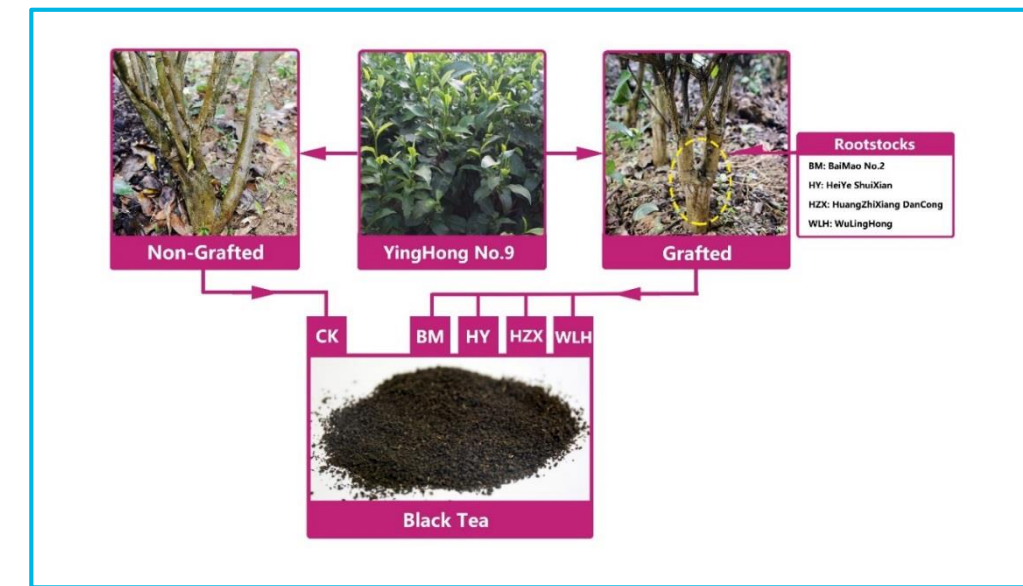 Non-Grafted
YingHong No.9
Grafted
Rootstocks
BM: BaiMao No.2
HY: HeiYe ShuiXian
HZX: HuangZhiXiang DanCong
WLH: WuLingHong
CK
BM
HY
HZX
WLH
Black Tea